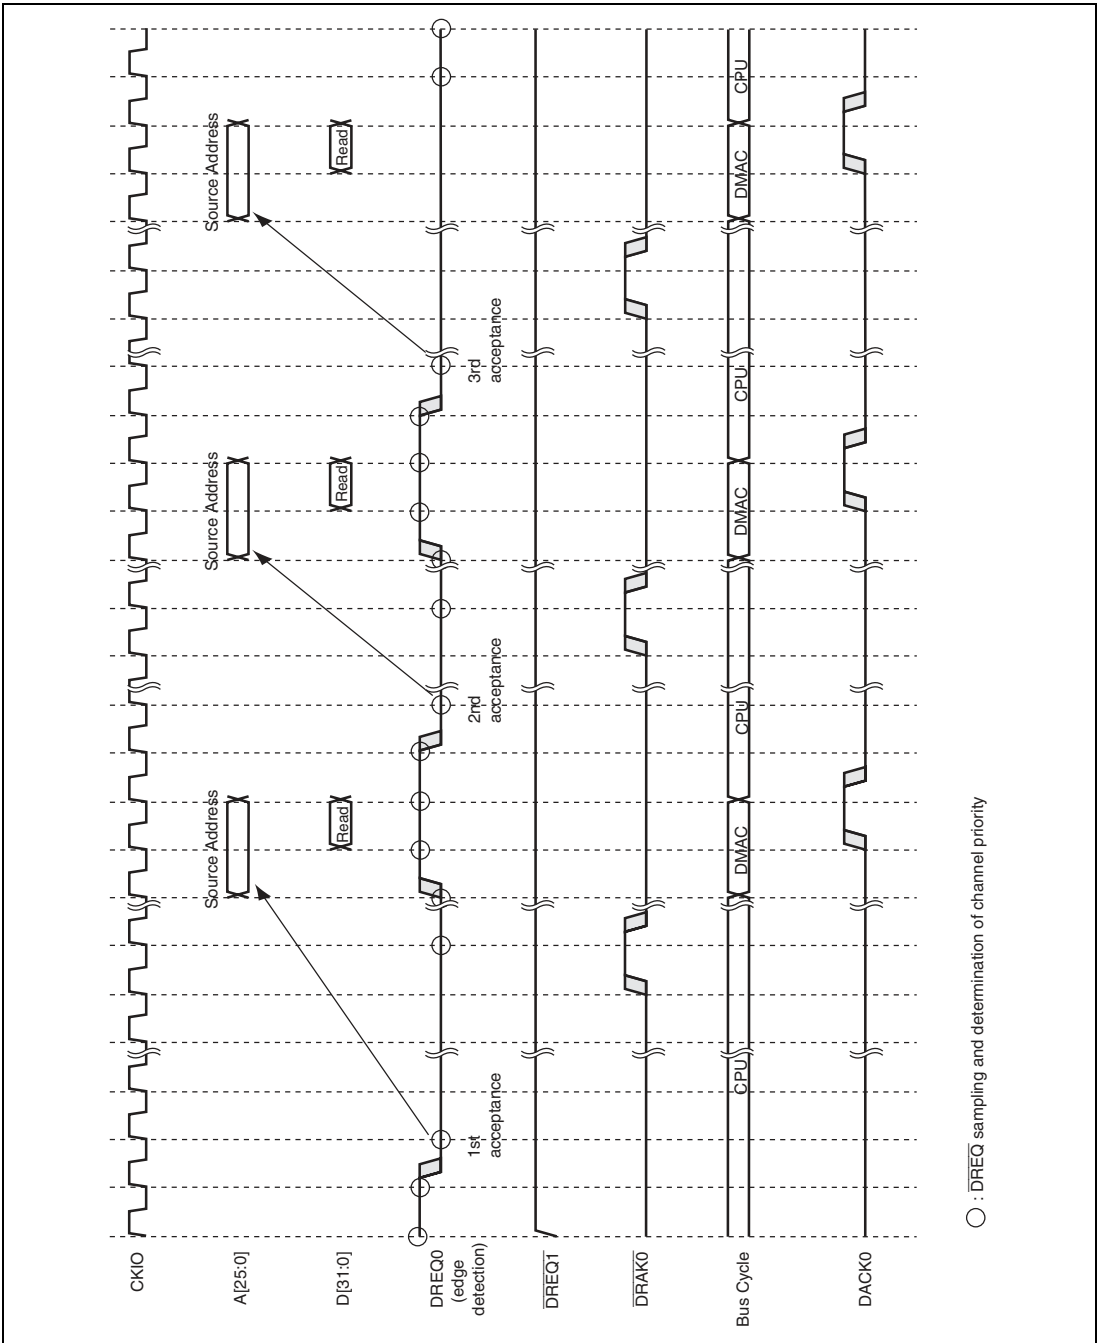 CKIO
A[25:0]
Source Address
Source Address
Source Address
D[31:0]
Read
Read
Read
DREQ0
(edge
detection)
1st
acceptance
2nd
acceptance
3rd
acceptance
DREQ1
DRAK0
Bus Cycle
CPU
DMAC
CPU
DMAC
CPU
DMAC
CPU
DACK0
: DREQ sampling and determination of channel priority